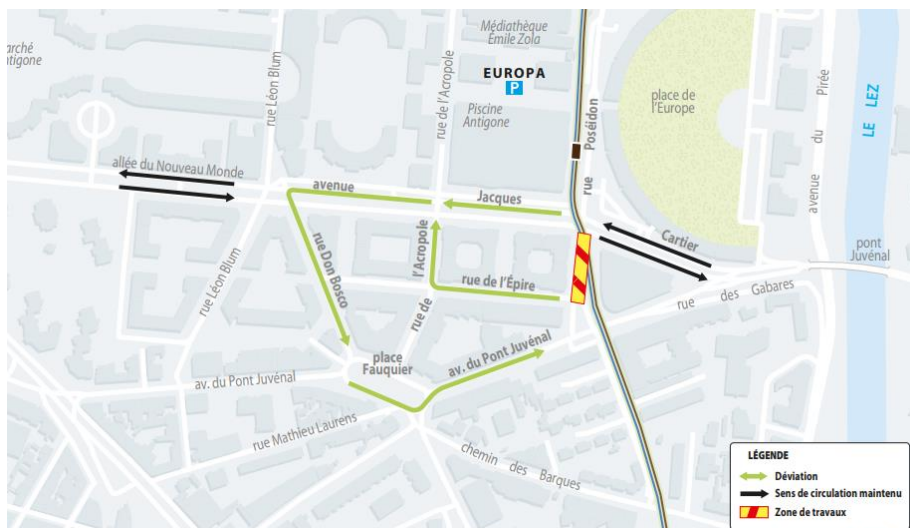 Médiathèque
Émile Zola
EUROPA
P
Piscine
Antigone
arché
ntigone
rue Léon Blum
rue de l'Acropole
rue Poséidon
place de
l'Europe
avenue du Pirée
LE LEZ
allée du Nouveau Monde
avenue Jacques Cartier
rue Léon Blum
rue Don Bosco
rue de l'Acropole
rue de l'Épire
pont
Juvénal
rue des Gabares
place
Fauquier
av. du Pont Juvénal
av. du Pont Juvénal
rue Mathieu Laurens
chemin des Barques
LÉGENDE
Déviation
Sens de circulation maintenu
Zone de travaux